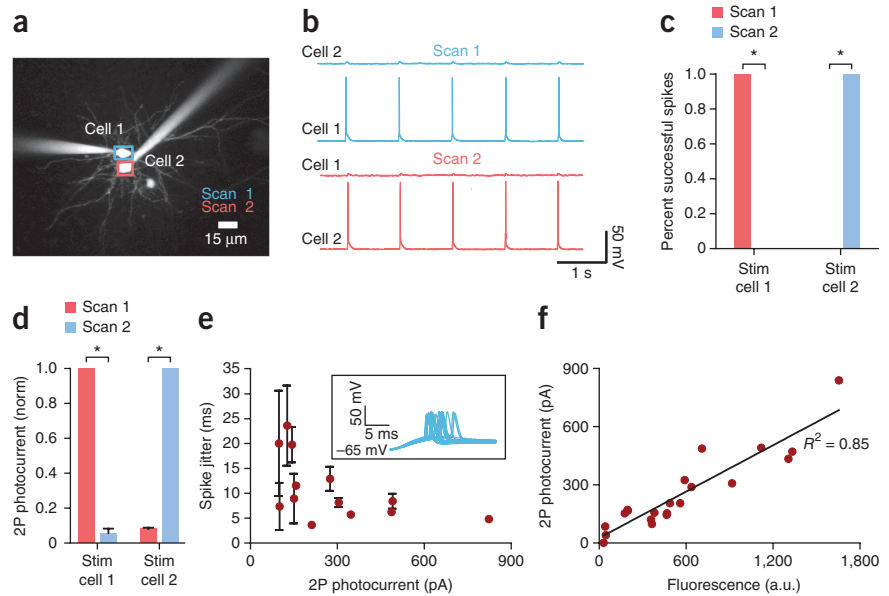 a
Cell 1
Cell 2
Scan 1
Scan 2
15 μm
b
Cell 2 Scan 1
Cell 1
Cell 1 Scan 2
Cell 2
50 mV
1 s
c
Scan 1
Scan 2
* *
Percent successful spikes
1.0
0.8
0.6
0.4
0.2
0
Stim cell 1
Stim cell 2
d
Scan 1
Scan 2
* *
2P photocurrent (norm)
1.0
0.8
0.6
0.4
0.2
0
Stim cell 1
Stim cell 2
e
Spike jitter (ms)
35
30
25
20
15
10
5
0
50 mV
5 ms
–65 mV
0 300 600 900
2P photocurrent (pA)
f
2P photocurrent (pA)
900
600
300
0
R² = 0.85
0 600 1,200 1,800
Fluorescence (a.u.)